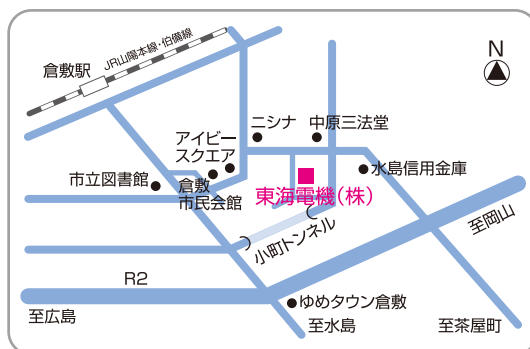 JR山陽本線・伯備線
倉敷駅
N
ニシナ
中原三法堂
アイビー
スクエア
水島信用金庫
市立図書館
倉敷
市民会館
東海電機(株)
小町トンネル
至岡山
R2
ゆめタウン倉敷
至広島
至水島
至茶屋町